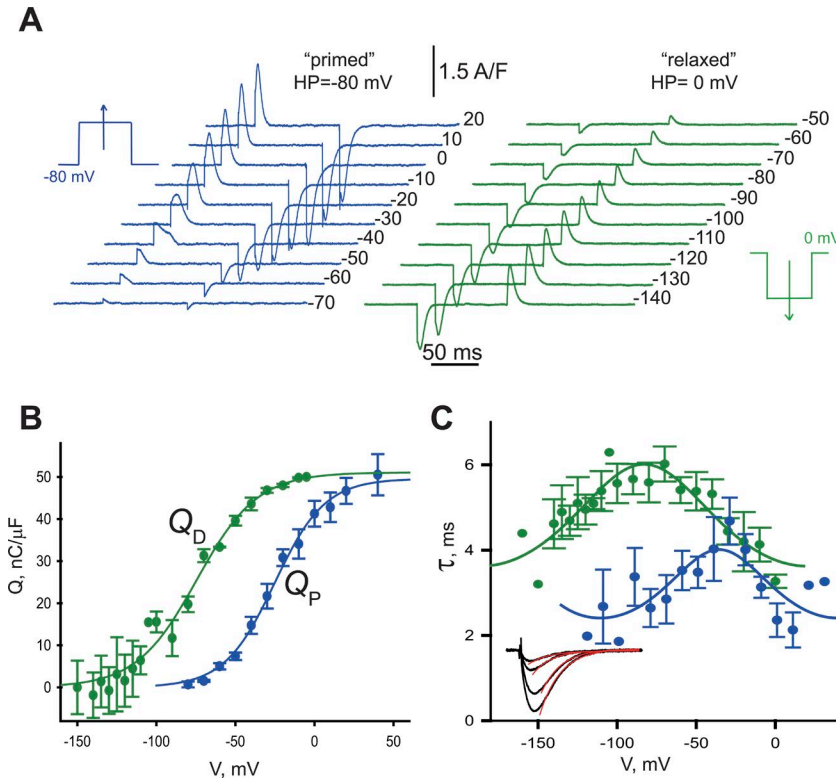 A
“primed”
HP=-80 mV
1.5 A/F
“relaxed”
HP= 0 mV
-80 mV
20
10
0
-10
-20
-30
-40
-50
-60
-70
-50
-60
-70
-80
-90
-100
-110
-120
-130
-140
0 mV
50 ms
B
Q, nC/μF
50
40
30
20
10
0
Q_D
Q_P
-150
-100
-50
0
50
V, mV
C
τ, ms
6
4
2
0
-150
-100
-50
0
V, mV